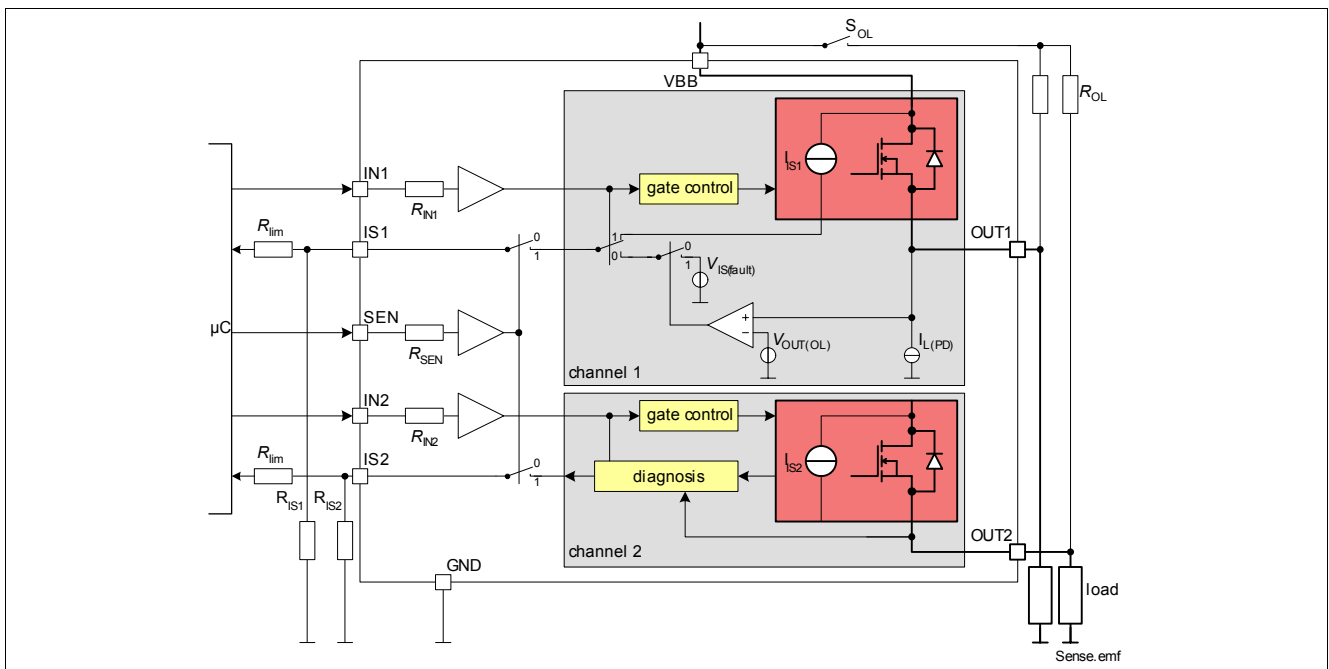 S_OL
VBB
R_OL
IN1
R_IN1
gate control
I_IS1
R_lim
IS1
0
1
1
0
0
1
V_IS(fault)
OUT1
µC
SEN
R_SEN
+
−
V_OUT(OL)
I_L(PD)
channel 1
IN2
R_IN2
gate control
I_IS2
R_lim
IS2
0
1
diagnosis
R_IS1
R_IS2
channel 2
OUT2
GND
load
Sense.emf